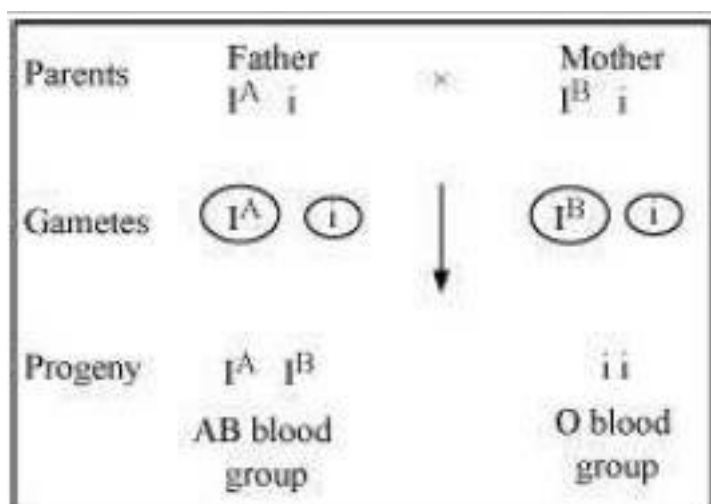 Parents Father × Mother
I^A i I^B i
Gametes I^A i I^B i
Progeny I^A I^B i i
AB blood group O blood group